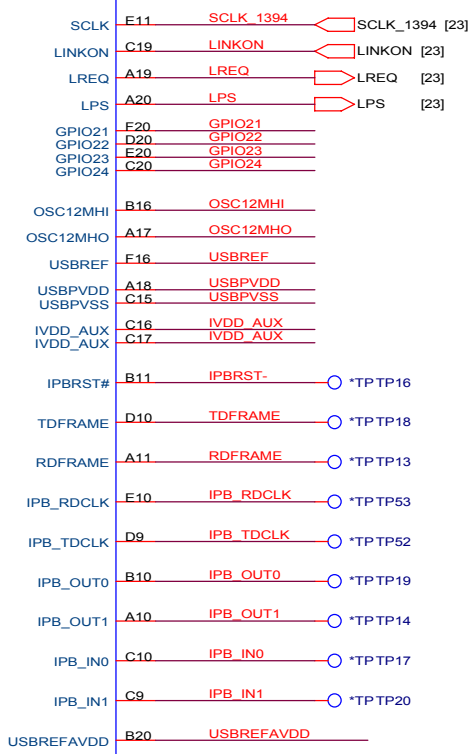 SCLK E11 SCLK_1394 SCLK_1394 [23]
LINKON C19 LINKON LINKON [23]
LREQ A19 LREQ LREQ [23]
LPS A20 LPS LPS [23]
GPIO21 F20 GPIO21
GPIO22 D20 GPIO22
GPIO23 E20 GPIO23
GPIO24 C20 GPIO24
OSC12MHI B16 OSC12MHI
OSC12MHO A17 OSC12MHO
USBREF F16 USBREF
USBPVDD A18 USBPVDD
USBPVSS C15 USBPVSS
IVDD_AUX C16 IVDD_AUX
IVDD_AUX C17 IVDD_AUX
IPBRST# B11 IPBRST- *TPTP16
TDFRAME D10 TDFRAME *TPTP18
RDFRAME A11 RDFRAME *TPTP13
IPB_RDCLK E10 IPB_RDCLK *TPTP53
IPB_TDCLK D9 IPB_TDCLK *TPTP52
IPB_OUT0 B10 IPB_OUT0 *TPTP19
IPB_OUT1 A10 IPB_OUT1 *TPTP14
IPB_IN0 C10 IPB_IN0 *TPTP17
IPB_IN1 C9 IPB_IN1 *TPTP20
USBREFAVDD B20 USBREFAVDD